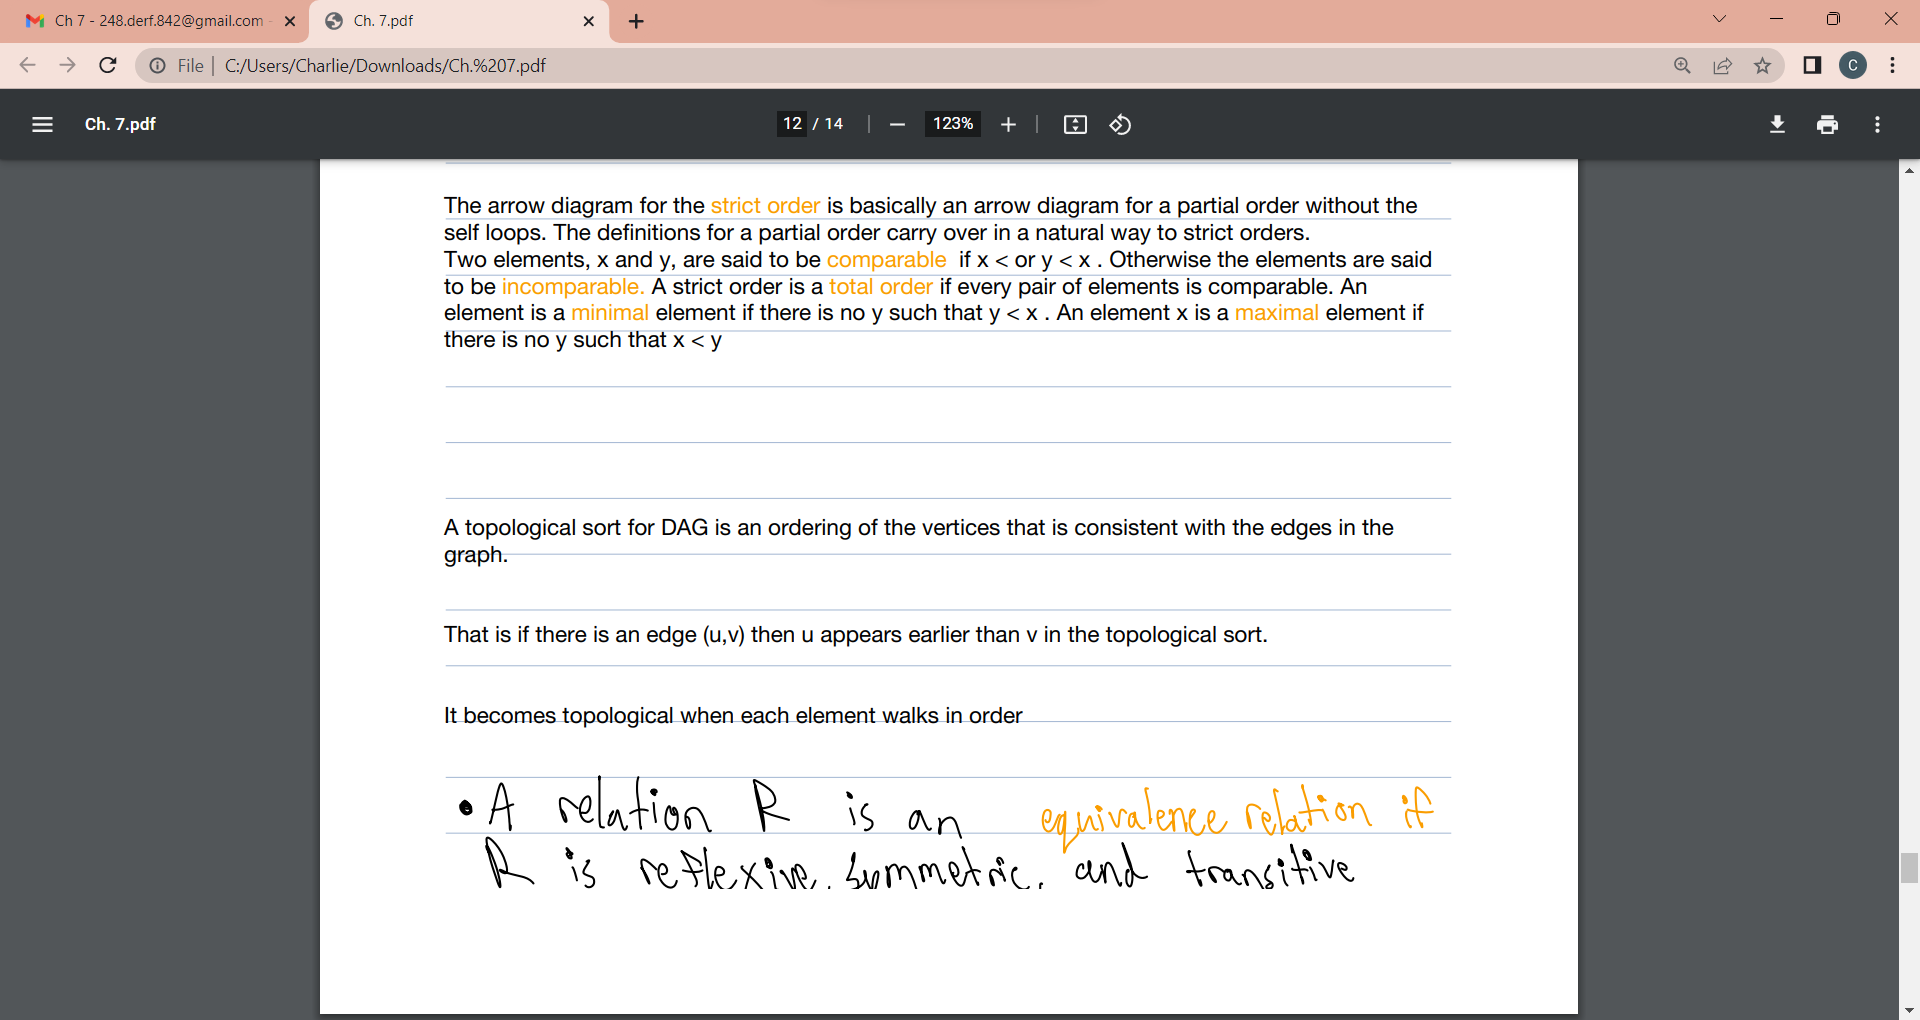 Ch 7 - 248.derf.842@gmail.com -
Ch. 7.pdf
File | C:/Users/Charlie/Downloads/Ch.%207.pdf
C
Ch. 7.pdf
12 / 14
123%
The arrow diagram for the strict order is basically an arrow diagram for a partial order without the
self loops. The definitions for a partial order carry over in a natural way to strict orders.
Two elements, x and y, are said to be comparable if x < or y < x . Otherwise the elements are said
to be incomparable. A strict order is a total order if every pair of elements is comparable. An
element is a minimal element if there is no y such that y < x . An element x is a maximal element if
there is no y such that x < y
A topological sort for DAG is an ordering of the vertices that is consistent with the edges in the
graph.
That is if there is an edge (u,v) then u appears earlier than v in the topological sort.
It becomes topological when each element walks in order
• A relation R is an equivalence relation if
R is reflexive, symmetric, and transitive